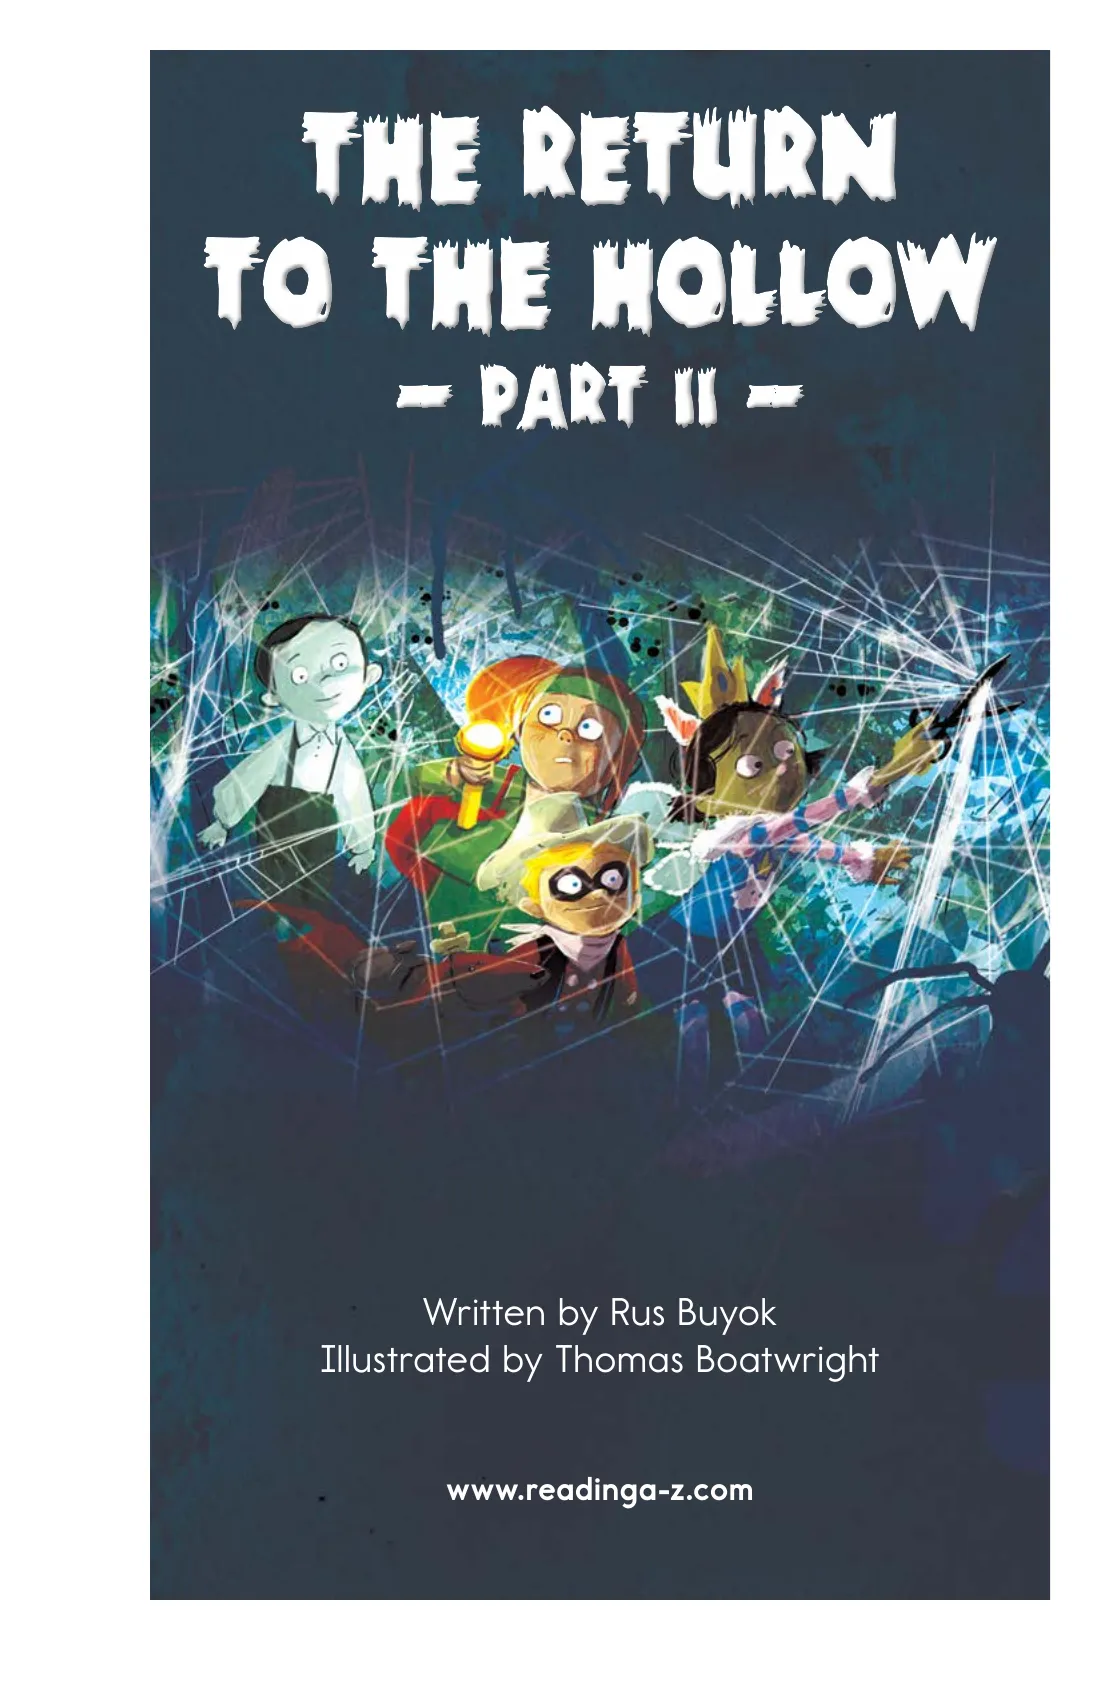 THE RETURN
TO THE HOLLOW
– PART II –
Written by Rus Buyok
Illustrated by Thomas Boatwright
www.readinga-z.com